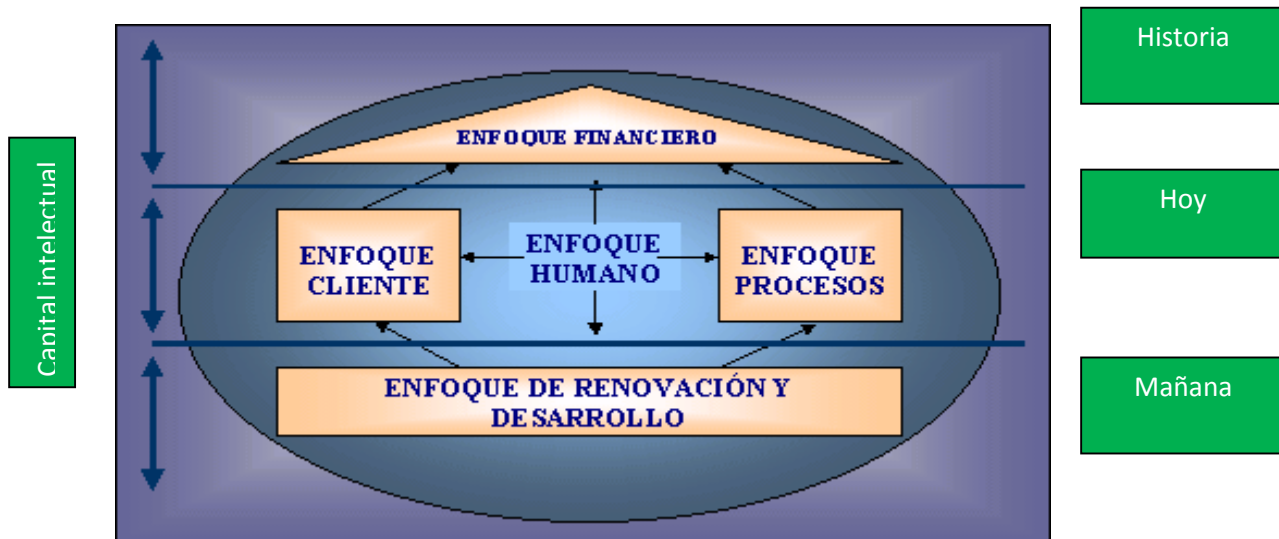 Capital intelectual
ENFOQUE FINANCIERO
ENFOQUE
CLIENTE
ENFOQUE
HUMANO
ENFOQUE
PROCESOS
ENFOQUE DE RENOVACIÓN Y
DESARROLLO
Historia
Hoy
Mañana